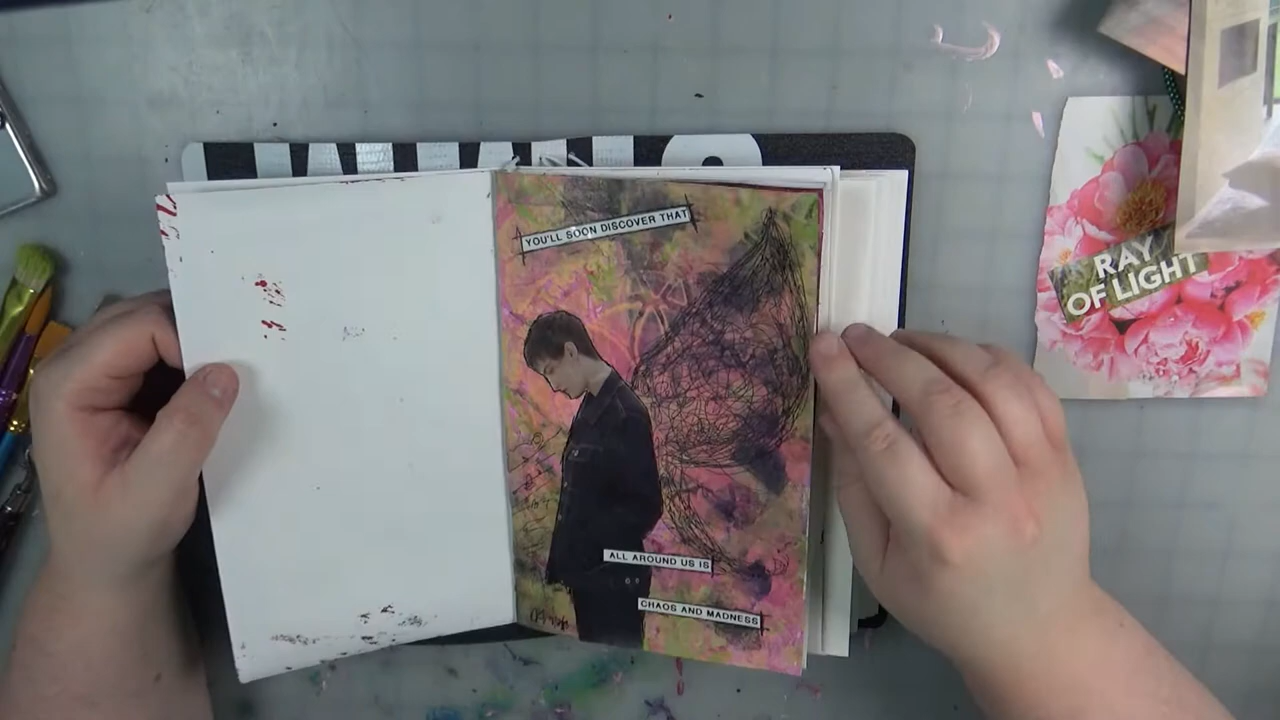 YOU'LL SOON DISCOVER THAT
ALL AROUND US IS
CHAOS AND MADNESS
RAY
OF LIGHT